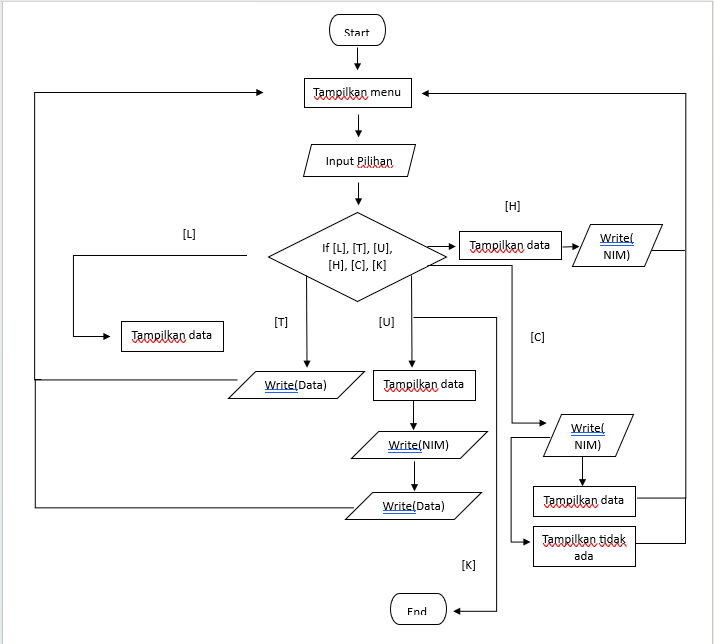 Start
Tampilkan menu
Input Pilihan
If [L], [T], [U],
[H], [C], [K]
[H]
Tampilkan data
Write(
NIM)
[L]
Tampilkan data
[T]
Write(Data)
[U]
Tampilkan data
Write(NIM)
Write(Data)
[C]
Write(
NIM)
Tampilkan data
Tampilkan tidak
ada
[K]
End